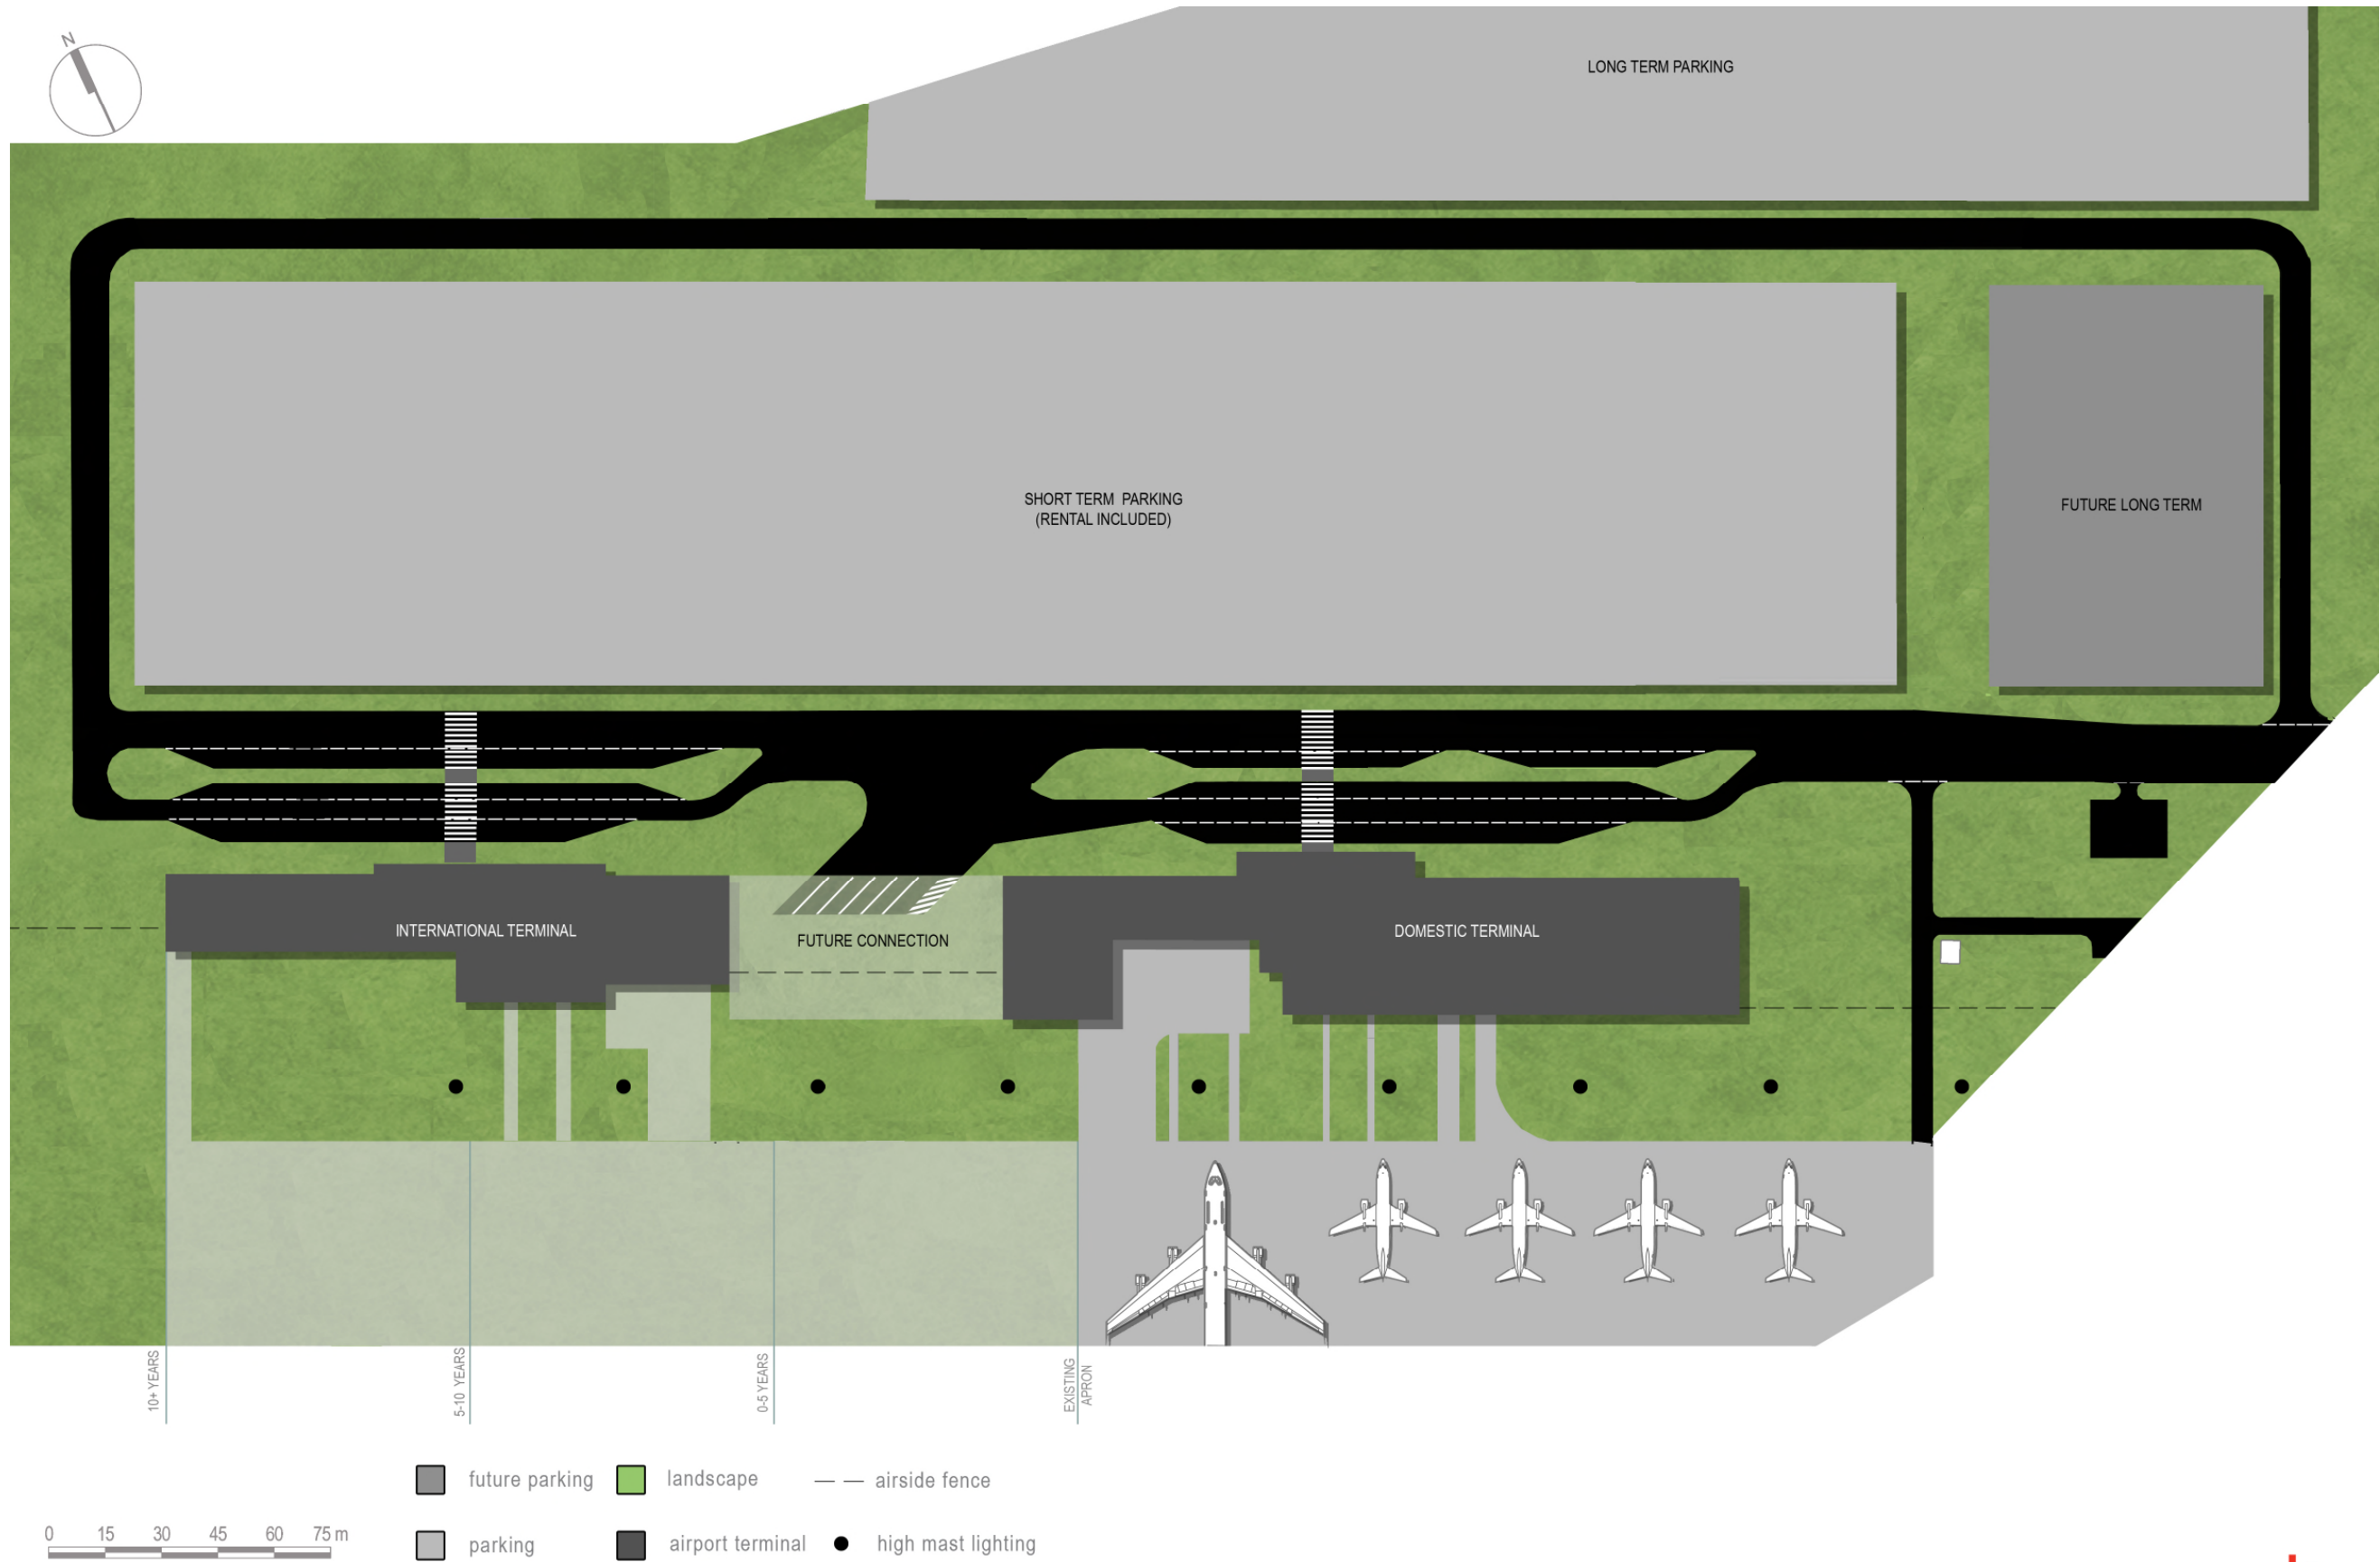 N
LONG TERM PARKING
SHORT TERM PARKING
(RENTAL INCLUDED)
FUTURE LONG TERM
INTERNATIONAL TERMINAL
FUTURE CONNECTION
DOMESTIC TERMINAL
10+ YEARS
5-10 YEARS
0-5 YEARS
EXISTING
APRON
future parking
landscape
airside fence
0 15 30 45 60 75 m
parking
airport terminal
high mast lighting